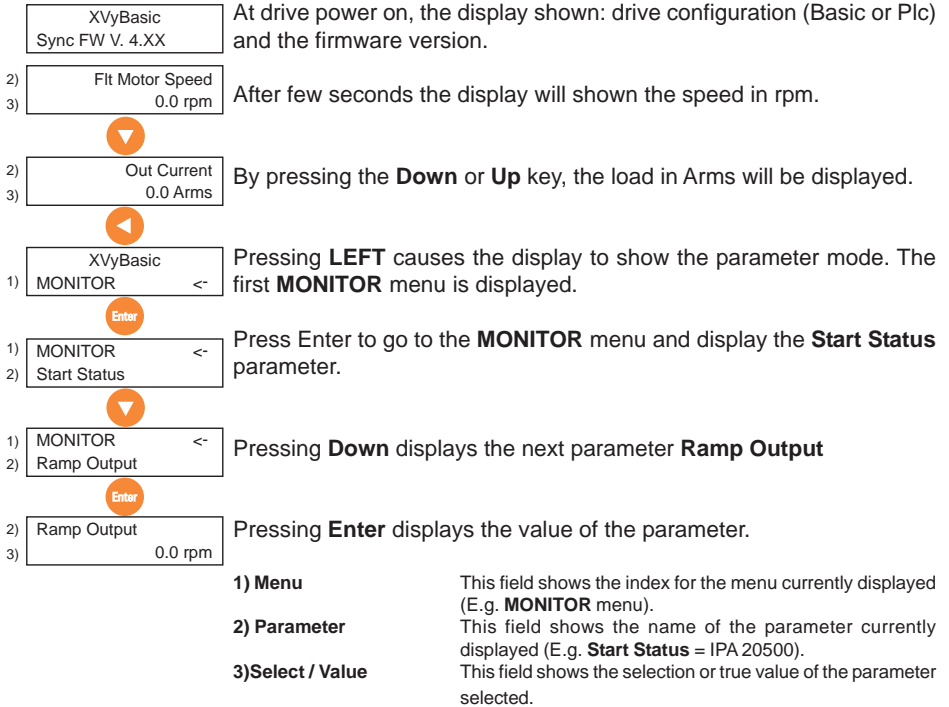 XVyBasic
Sync FW V. 4.XX
At drive power on, the display shown: drive configuration (Basic or Plc)
and the firmware version.
2) Flt Motor Speed
3) 0.0 rpm
After few seconds the display will shown the speed in rpm.
2) Out Current
3) 0.0 Arms
By pressing the Down or Up key, the load in Arms will be displayed.
XVyBasic
1) MONITOR <-
Pressing LEFT causes the display to show the parameter mode. The
first MONITOR menu is displayed.
Enter
1) MONITOR <-
2) Start Status
Press Enter to go to the MONITOR menu and display the Start Status
parameter.
1) MONITOR <-
2) Ramp Output
Pressing Down displays the next parameter Ramp Output
Enter
2) Ramp Output
3) 0.0 rpm
Pressing Enter displays the value of the parameter.
1) Menu This field shows the index for the menu currently displayed
(E.g. MONITOR menu).
2) Parameter This field shows the name of the parameter currently
displayed (E.g. Start Status = IPA 20500).
3)Select / Value This field shows the selection or true value of the parameter
selected.